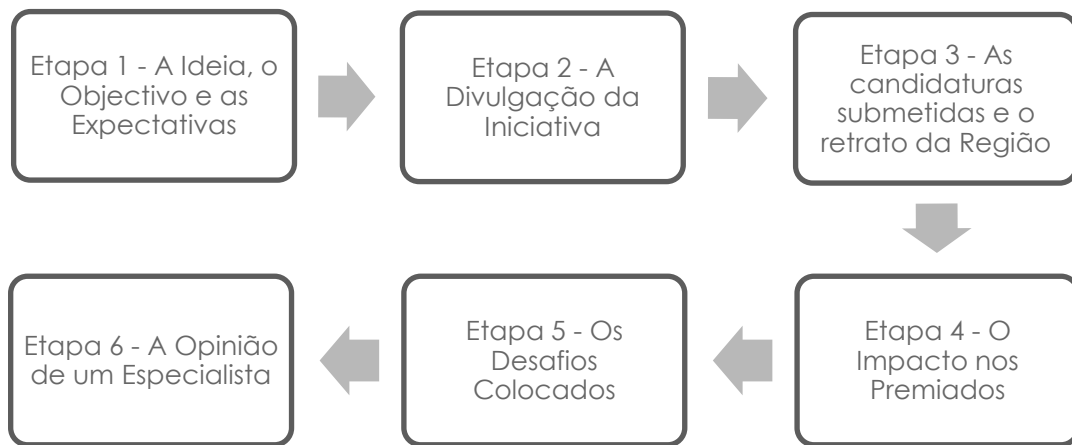 Etapa 1 - A Ideia, o
Objectivo e as
Expectativas
Etapa 2 - A
Divulgação da
Iniciativa
Etapa 3 - As
candidaturas
submetidas e o
retrato da Região
Etapa 4 - O
Impacto nos
Premiados
Etapa 5 - Os
Desafios
Colocados
Etapa 6 - A Opinião
de um Especialista